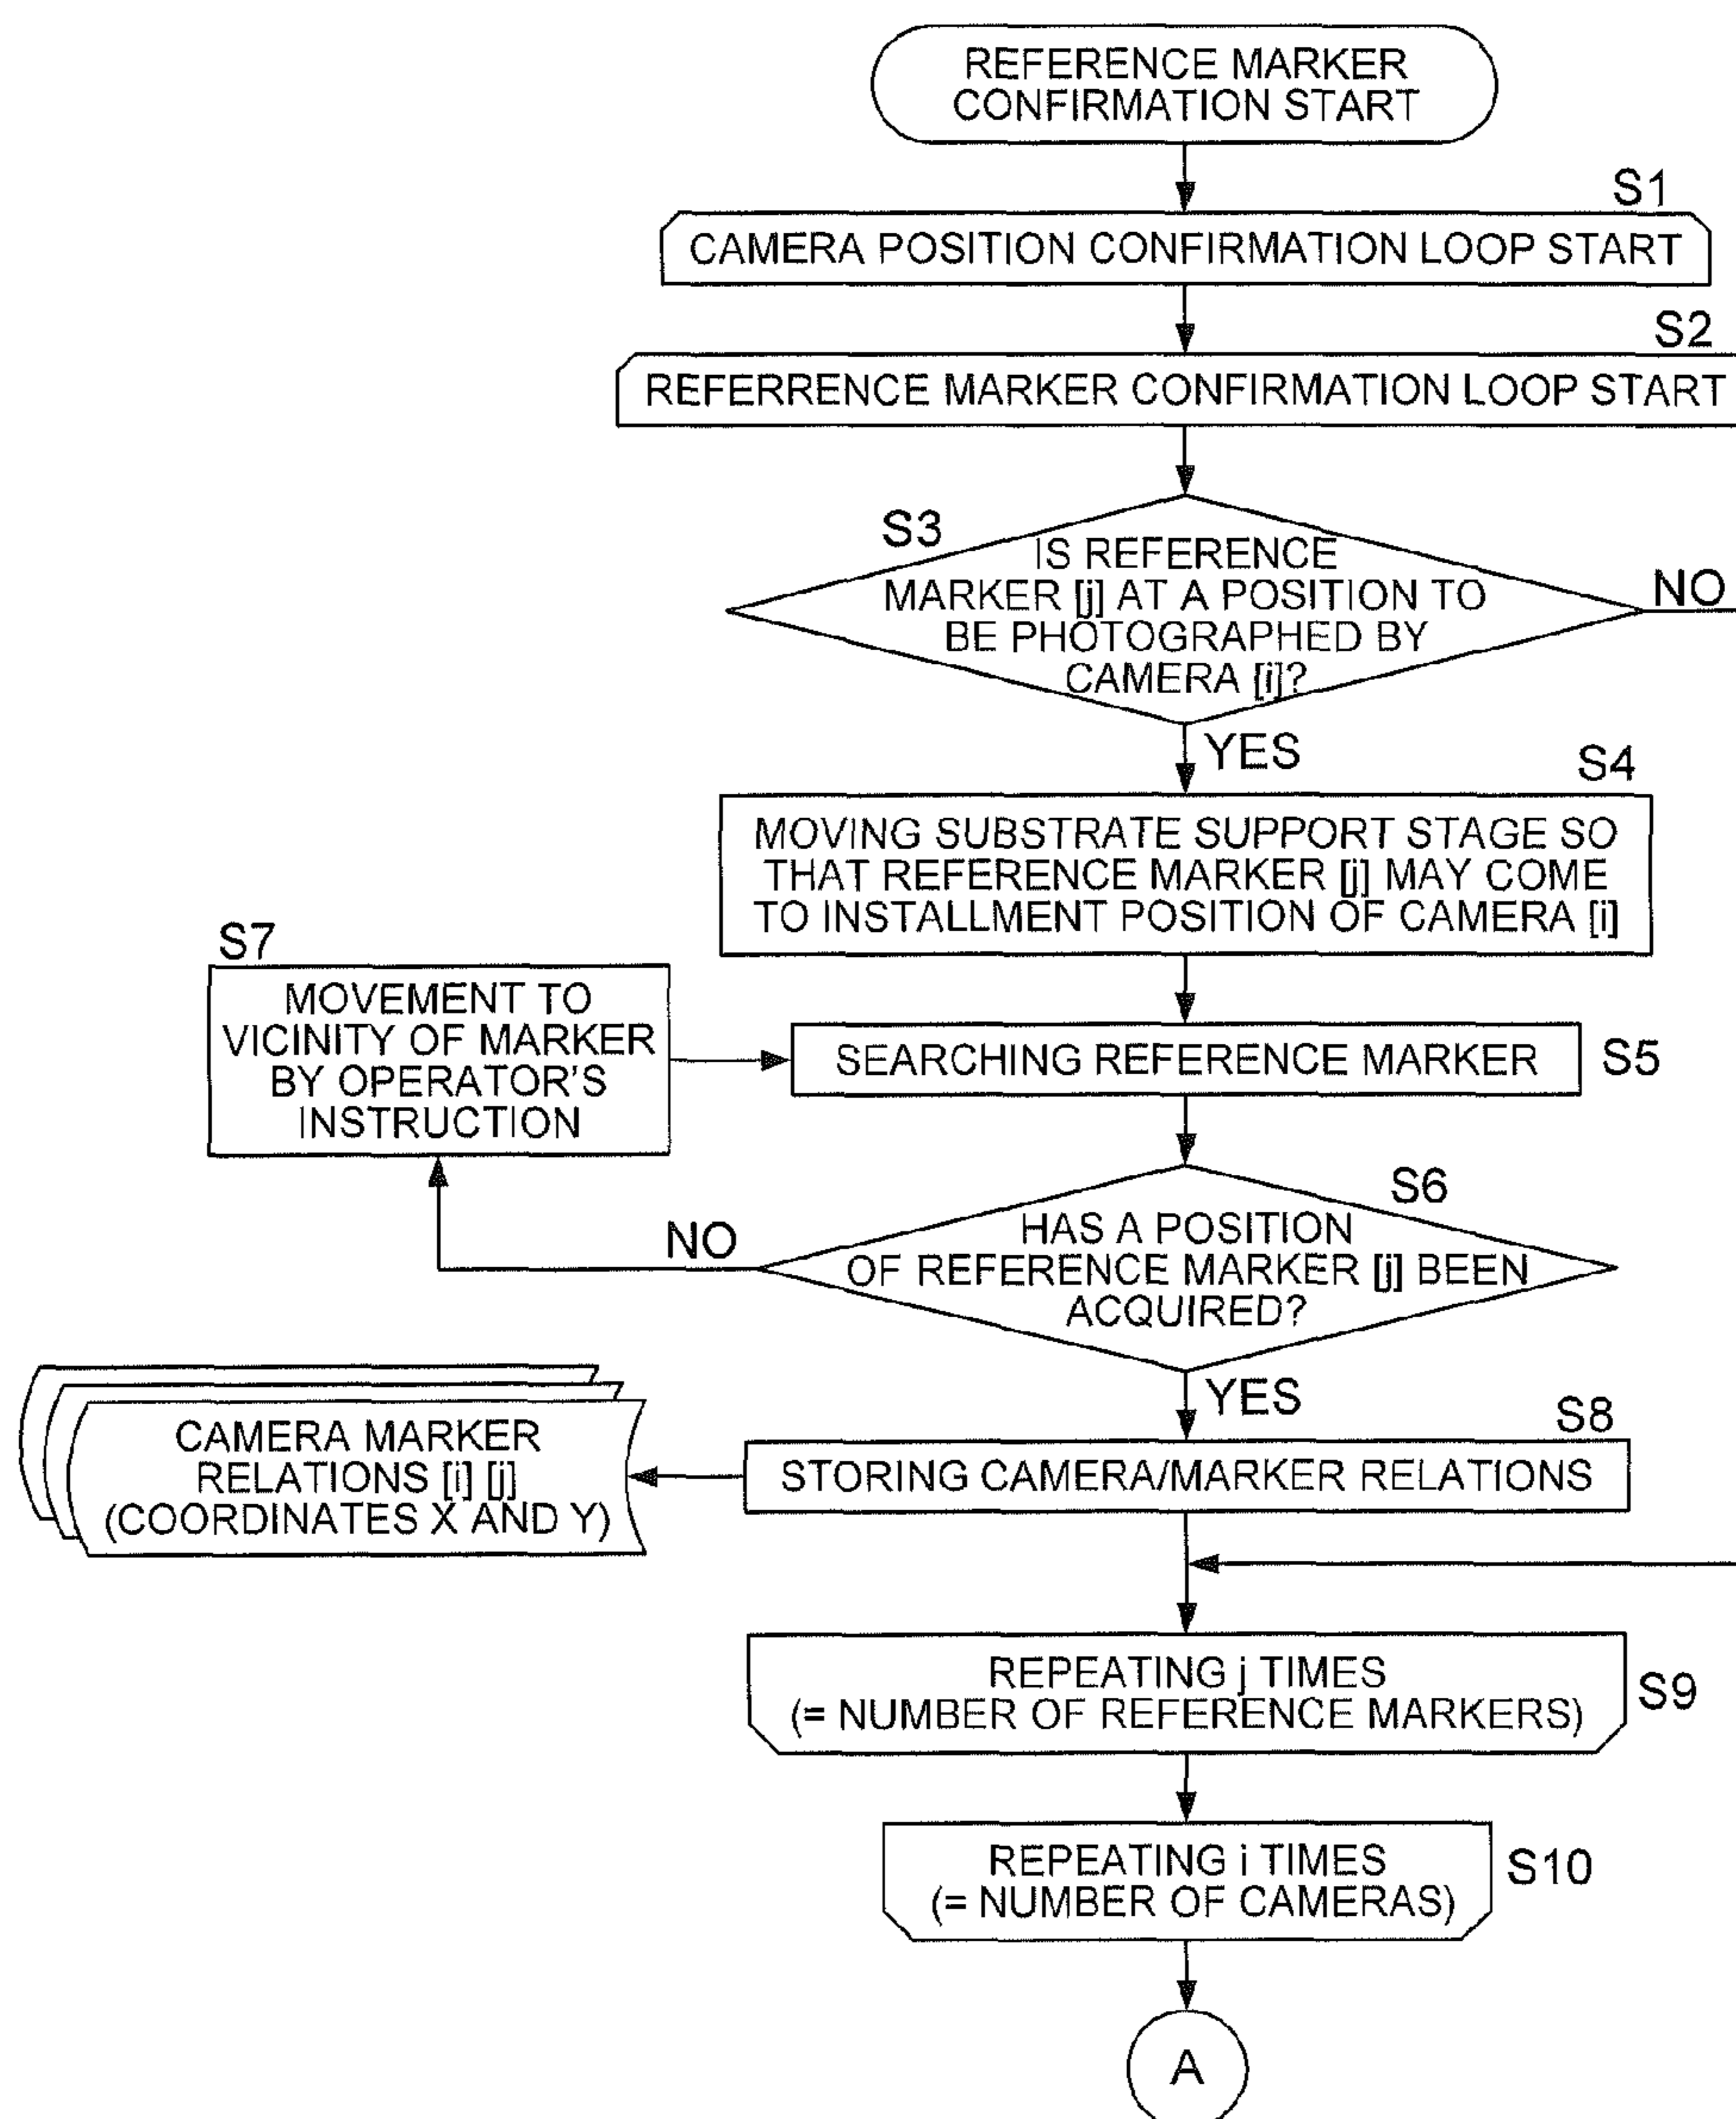 REFERENCE MARKER
CONFIRMATION START
S1
CAMERA POSITION CONFIRMATION LOOP START
S2
REFERRENCE MARKER CONFIRMATION LOOP START
S3
IS REFERENCE
MARKER [j] AT A POSITION TO
BE PHOTOGRAPHED BY
CAMERA [i]?
NO
YES
S4
MOVING SUBSTRATE SUPPORT STAGE SO
THAT REFERENCE MARKER [j] MAY COME
TO INSTALLMENT POSITION OF CAMERA [i]
S7
MOVEMENT TO
VICINITY OF MARKER
BY OPERATOR'S
INSTRUCTION
SEARCHING REFERENCE MARKER
S5
S6
HAS A POSITION
OF REFERENCE MARKER [j] BEEN
ACQUIRED?
NO
YES
S8
STORING CAMERA/MARKER RELATIONS
CAMERA MARKER
RELATIONS [i] [j]
(COORDINATES X AND Y)
REPEATING j TIMES
(= NUMBER OF REFERENCE MARKERS)
S9
REPEATING i TIMES
(= NUMBER OF CAMERAS)
S10
A